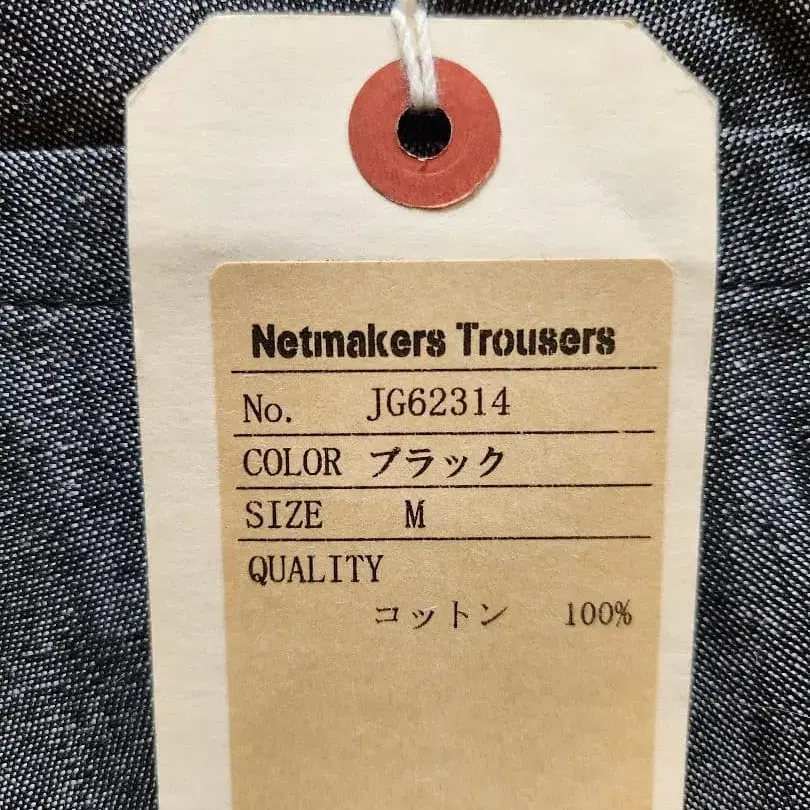 Netmakers Trousers
No. JG62314
COLOR ブラック
SIZE M
QUALITY
コットン 100%